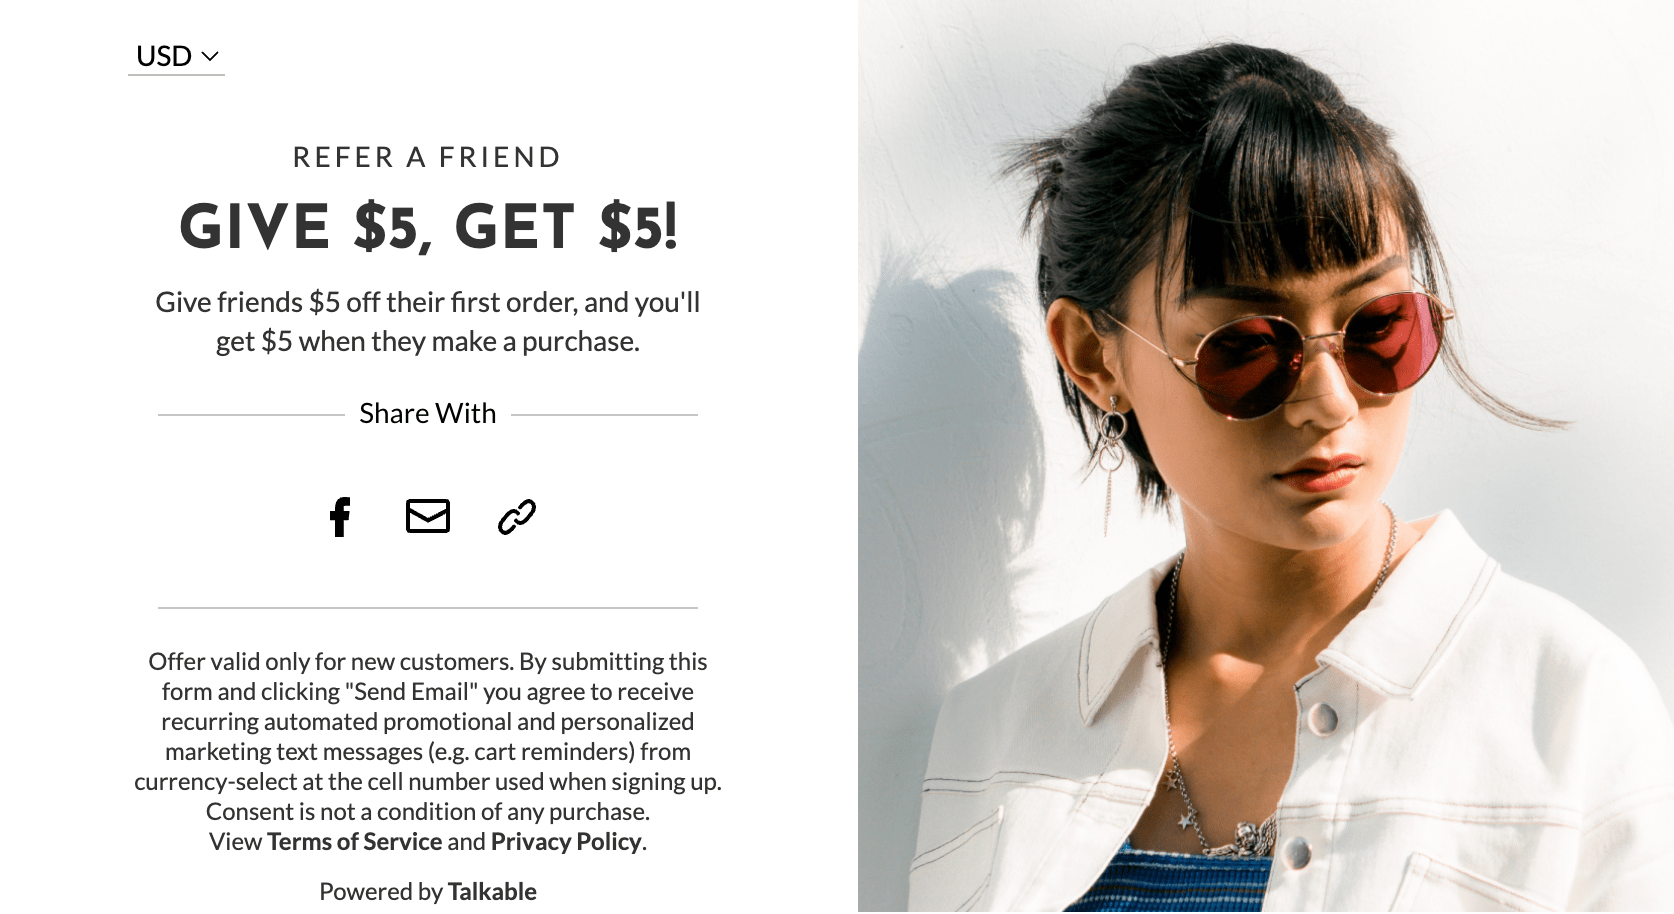 USD
REFER A FRIEND
GIVE $5, GET $5!
Give friends $5 off their first order, and you'll
get $5 when they make a purchase.
Share With
Offer valid only for new customers. By submitting this
form and clicking "Send Email" you agree to receive
recurring automated promotional and personalized
marketing text messages (e.g. cart reminders) from
currency-select at the cell number used when signing up.
Consent is not a condition of any purchase.
View Terms of Service and Privacy Policy.
Powered by Talkable